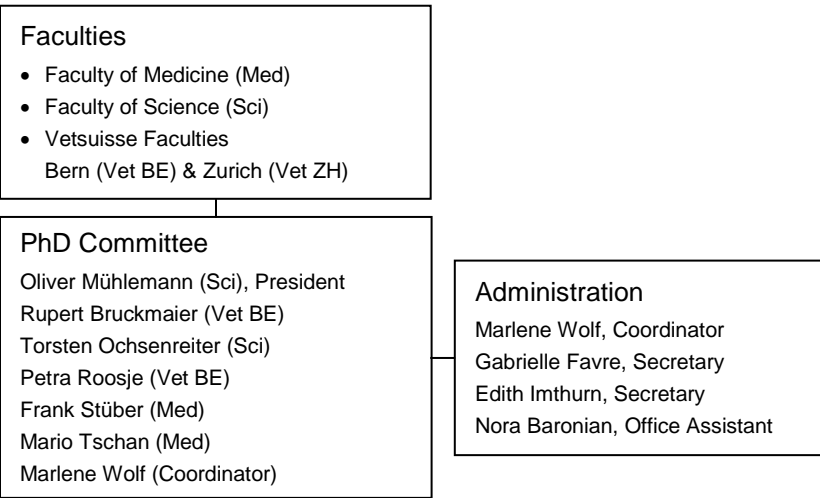 Faculties
• Faculty of Medicine (Med)
• Faculty of Science (Sci)
• Vetsuisse Faculties
Bern (Vet BE) & Zurich (Vet ZH)
PhD Committee
Oliver Mühlemann (Sci), President
Rupert Bruckmaier (Vet BE)
Torsten Ochsenreiter (Sci)
Petra Roosje (Vet BE)
Frank Stüber (Med)
Mario Tschan (Med)
Marlene Wolf (Coordinator)
Administration
Marlene Wolf, Coordinator
Gabrielle Favre, Secretary
Edith Imthurn, Secretary
Nora Baronian, Office Assistant